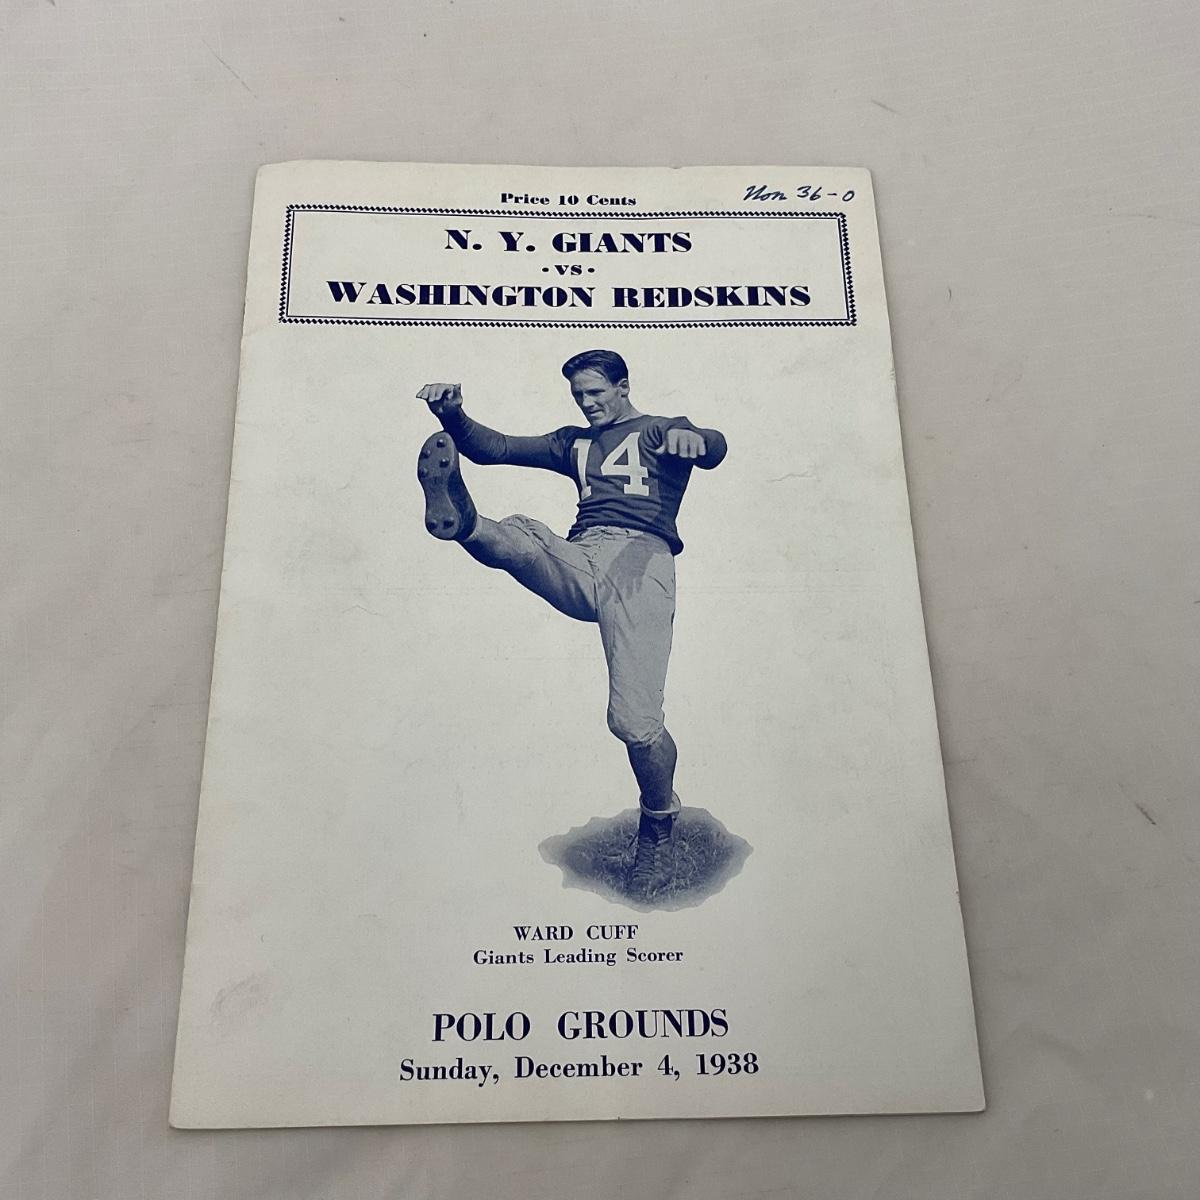 Price 10 Cents
Won 36-0
N. Y. GIANTS
·VS·
WASHINGTON REDSKINS
14
WARD CUFF
Giants Leading Scorer
POLO GROUNDS
Sunday, December 4, 1938